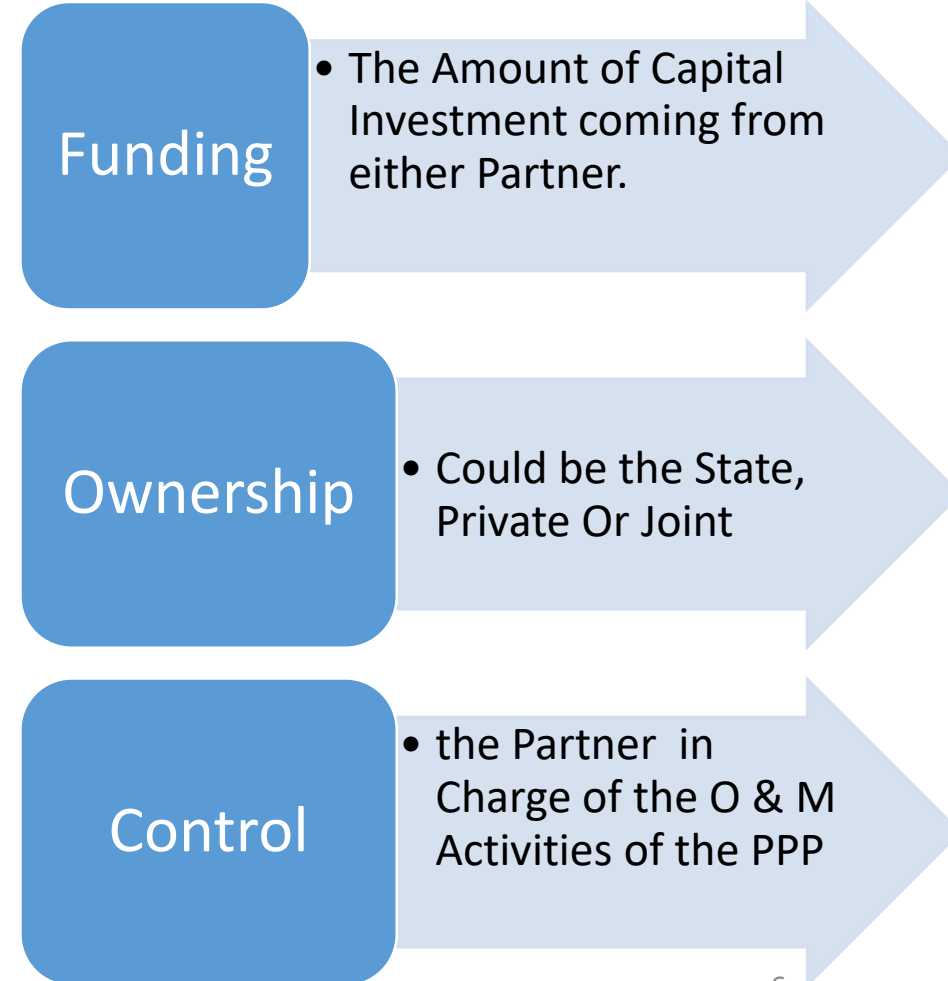 Funding
• The Amount of Capital
Investment coming from
either Partner.
Ownership
• Could be the State,
Private Or Joint
Control
• the Partner in
Charge of the O & M
Activities of the PPP